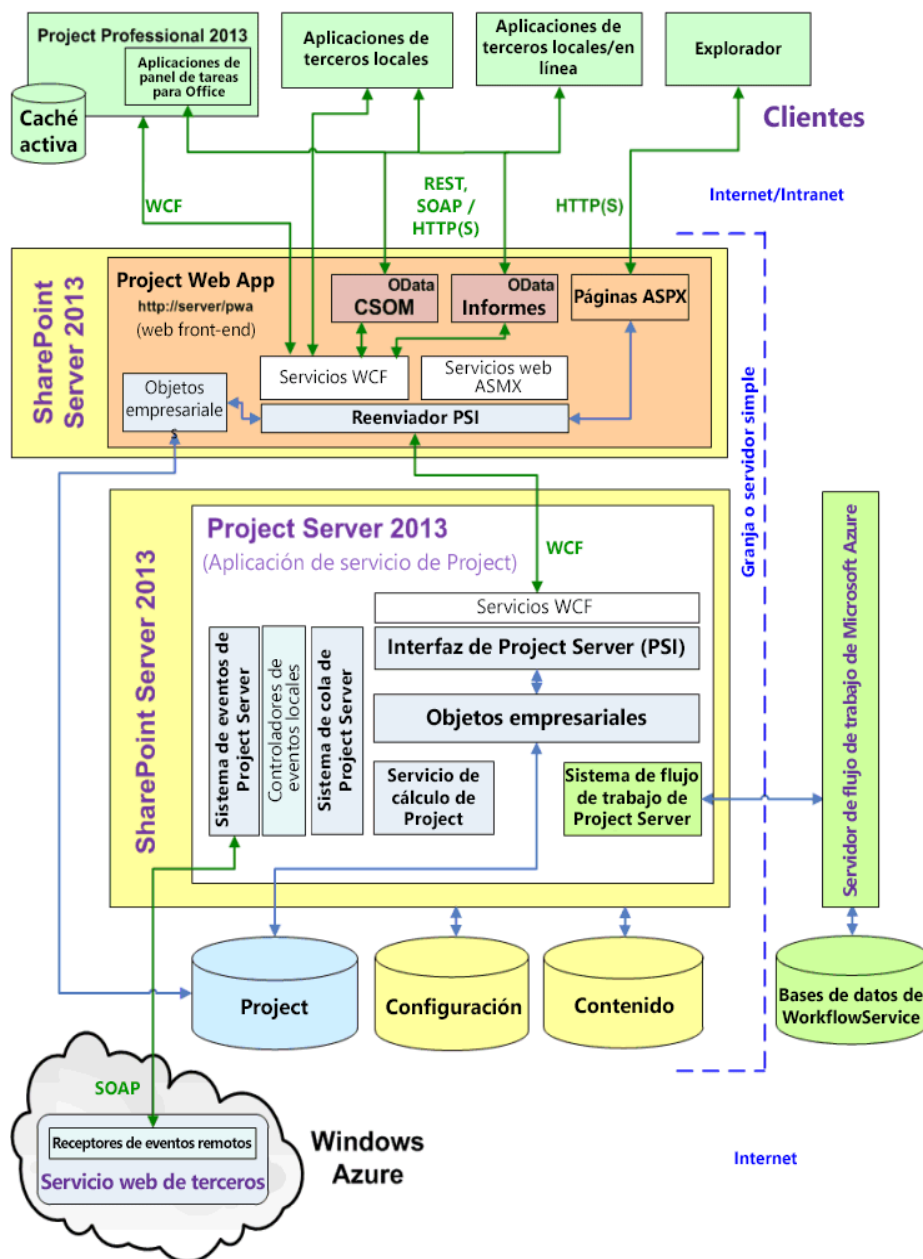 Project Professional 2013
Aplicaciones de
panel de tareas
para Office
Caché
activa
Aplicaciones de
terceros locales
Aplicaciones de
terceros locales/en
línea
Explorador
Clientes
WCF
REST,
SOAP /
HTTP(S)
HTTP(S)
Internet/Intranet
SharePoint
Server 2013
Project Web App
http://server/pwa
(web front-end)
OData
CSOM
OData
Informes
Páginas ASPX
Servicios WCF
Servicios web
ASMX
Objetos
empresariale
s
Reenviador PSI
Granja o servidor simple
SharePoint Server 2013
Project Server 2013
(Aplicación de servicio de Project)
WCF
Servicios WCF
Interfaz de Project Server (PSI)
Objetos empresariales
Sistema de eventos de
Project Server
Controladores de
eventos locales
Sistema de cola de
Project Server
Servicio de
cálculo de
Project
Sistema de flujo
de trabajo de
Project Server
Servidor de flujo de trabajo de Microsoft Azure
Project
Configuración
Contenido
Bases de datos de
WorkflowService
SOAP
Receptores de eventos remotos
Servicio web de terceros
Windows
Azure
Internet